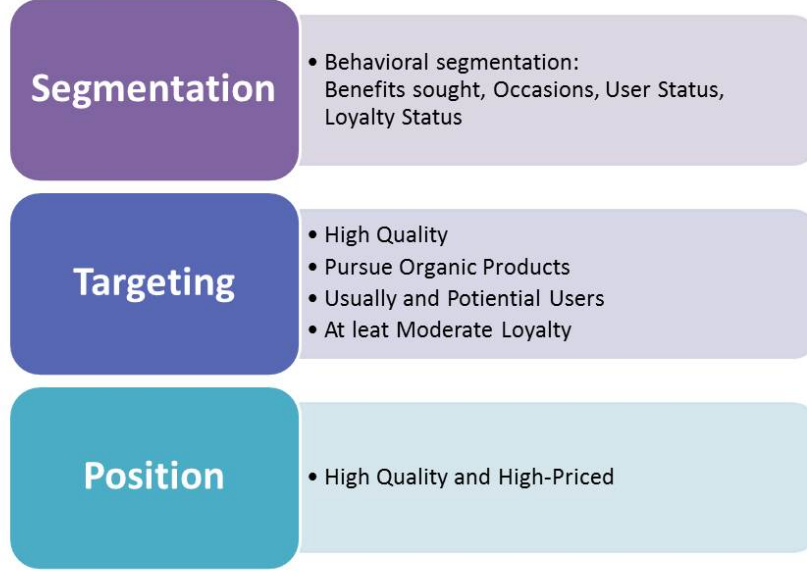 Segmentation
• Behavioral segmentation:
Benefits sought, Occasions, User Status,
Loyalty Status
Targeting
• High Quality
• Pursue Organic Products
• Usually and Potiential Users
• At leat Moderate Loyalty
Position
• High Quality and High-Priced